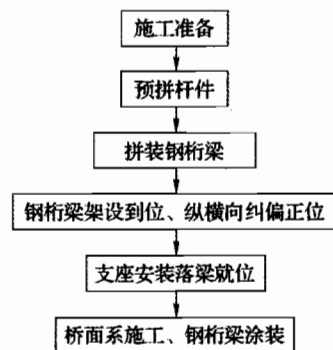 施工准备
预拼杆件
拼装钢桁梁
钢桁梁架设到位、纵横向纠偏正位
支座安装落梁就位
桥面系施工、钢桁梁涂装